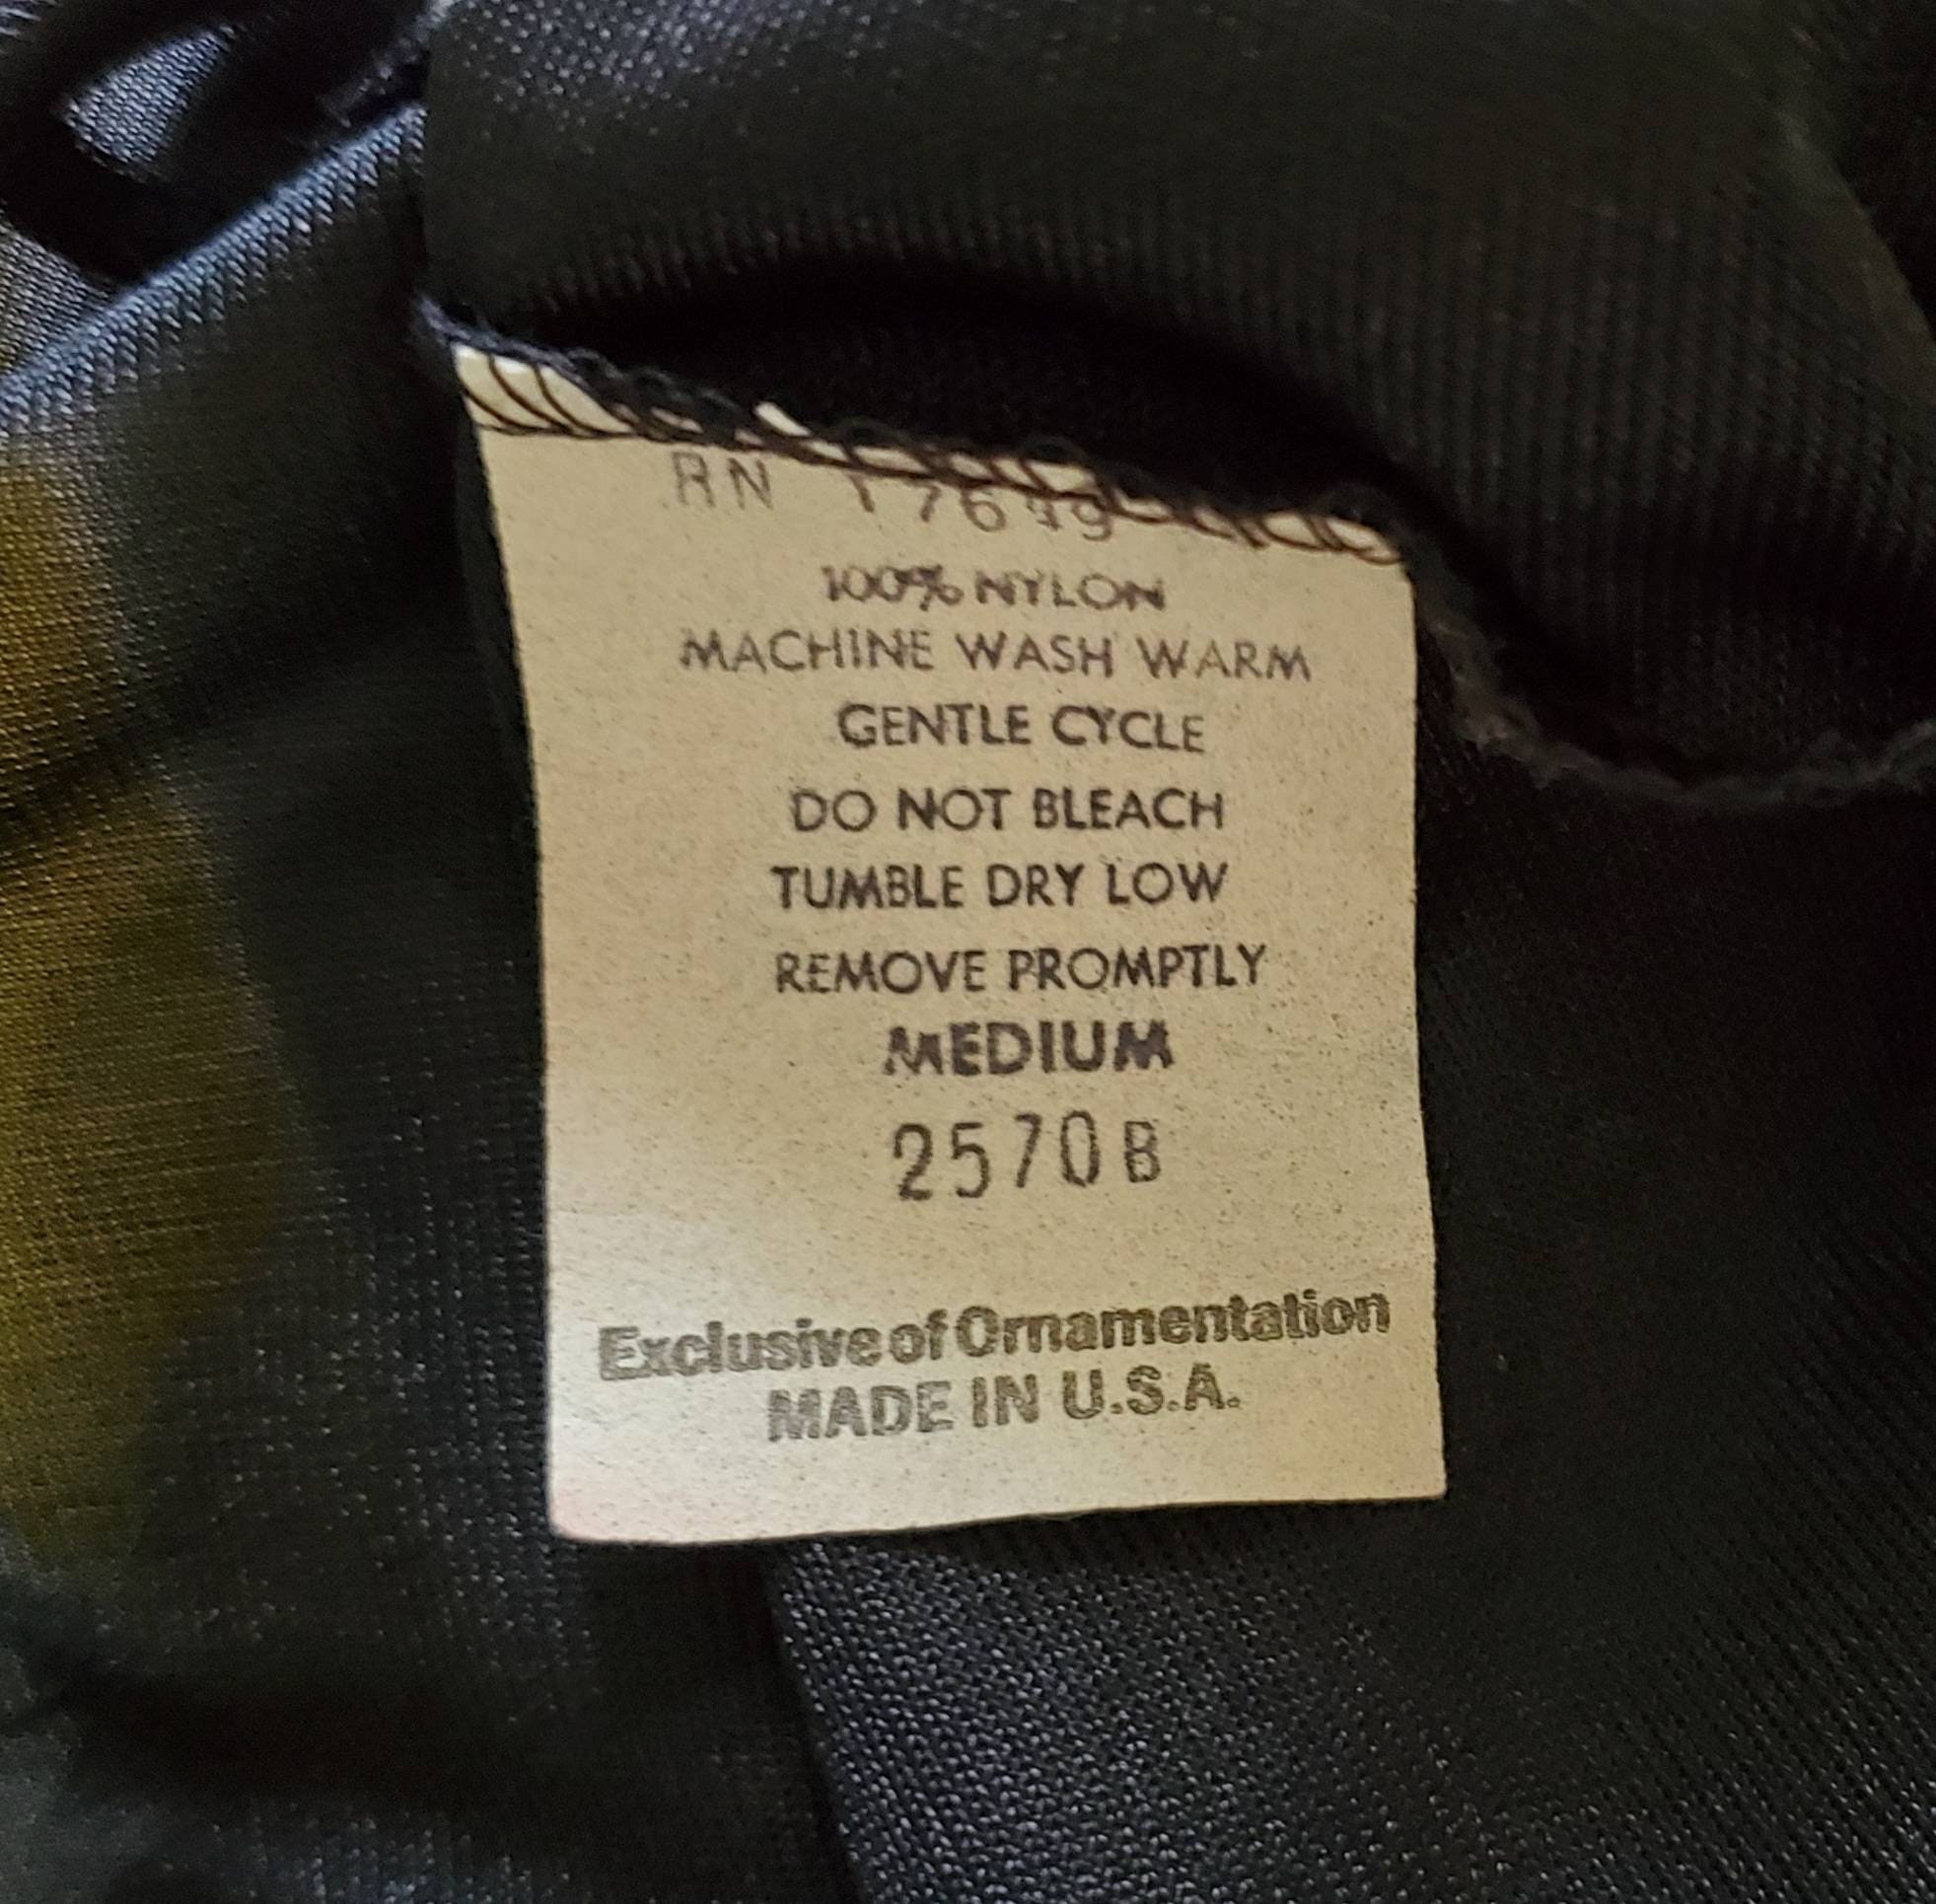 RN
100% NYLON
MACHINE WASH WARM
GENTLE CYCLE
DO NOT BLEACH
TUMBLE DRY LOW
REMOVE PROMPTLY
MEDIUM
2570B
Exclusive of Ornamentation
MADE IN U.S.A.